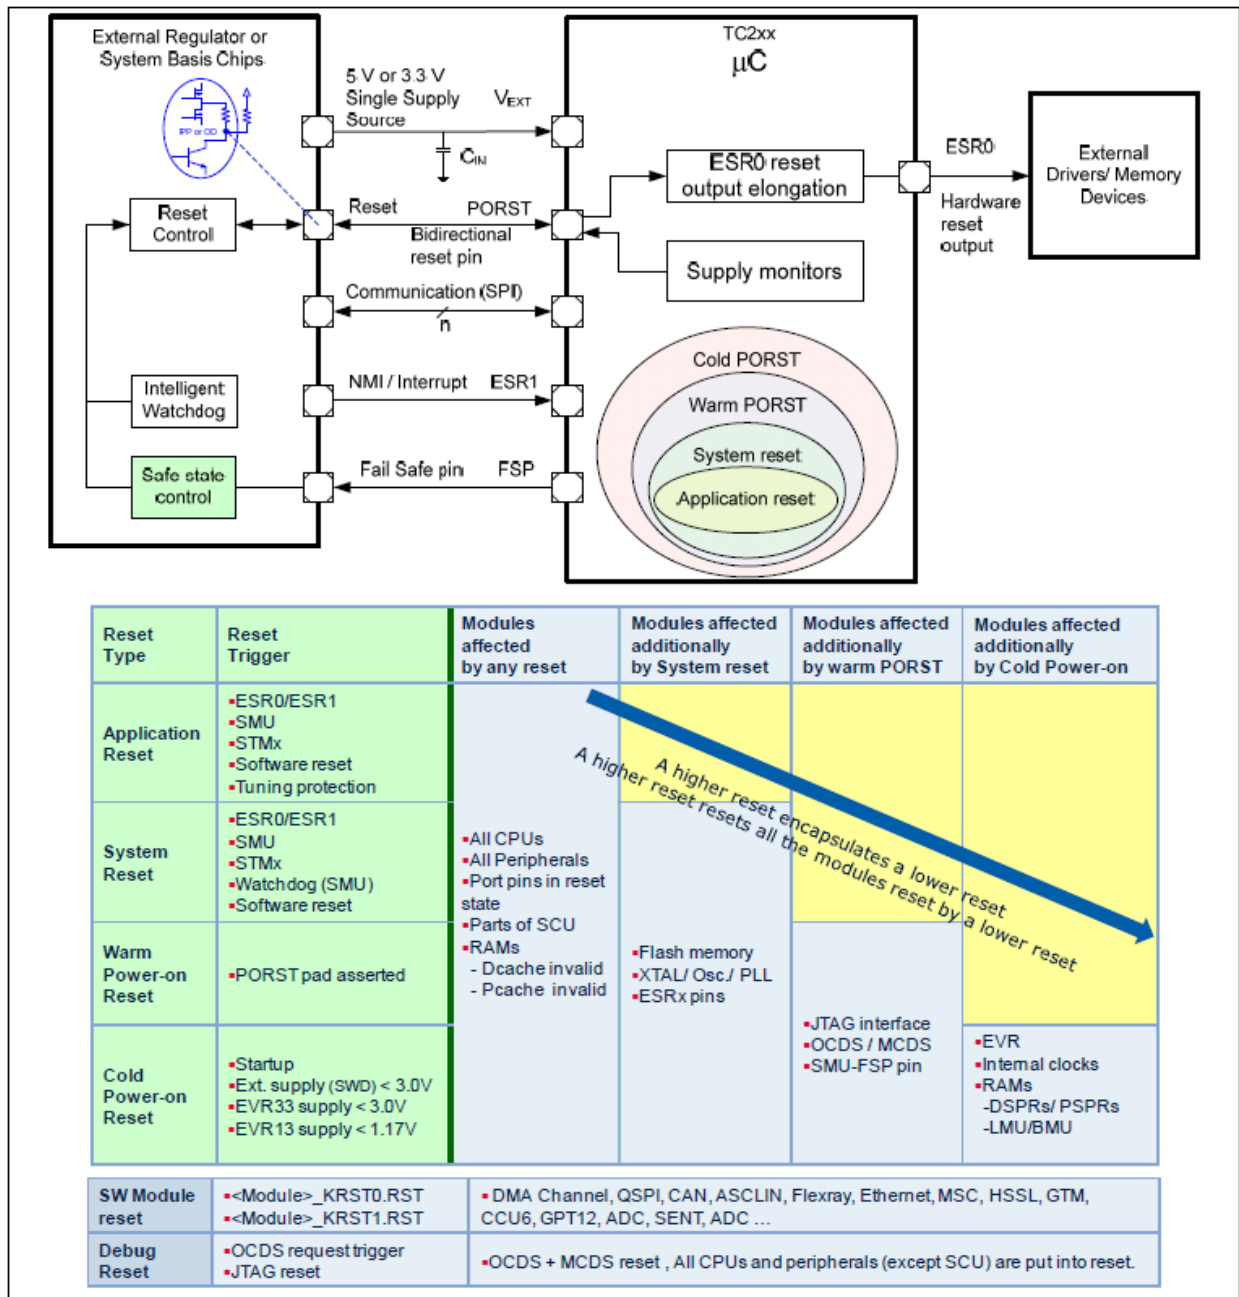 External Regulator or
System Basis Chips
PP or OD
Reset
Control
Intelligent
Watchdog
Safe state
control
5 V or 3.3 V
Single Supply
Source
VEXT
CIN
Reset
PORST
Bidirectional
reset pin
Communication (SPI)
n
NMI / Interrupt
ESR1
Fail Safe pin
FSP
TC2xx
µC
ESR0 reset
output elongation
Supply monitors
Cold PORST
Warm PORST
System reset
Application reset
ESR0
Hardware
reset
output
External
Drivers/ Memory
Devices
Reset
Type
Reset
Trigger
Modules
affected
by any reset
Modules affected
additionally
by System reset
Modules affected
additionally
by warm PORST
Modules affected
additionally
by Cold Power-on
Application
Reset
▪ESR0/ESR1
▪SMU
▪STMx
▪Software reset
▪Tuning protection
System
Reset
▪ESR0/ESR1
▪SMU
▪STMx
▪Watchdog (SMU)
▪Software reset
Warm
Power-on
Reset
▪PORST pad asserted
Cold
Power-on
Reset
▪Startup
▪Ext. supply (SWD) < 3.0V
▪EVR33 supply < 3.0V
▪EVR13 supply < 1.17V
▪All CPUs
▪All Peripherals
▪Port pins in reset
state
▪Parts of SCU
▪RAMs
- Dcache invalid
- Pcache invalid
▪Flash memory
▪XTAL/ Osc./ PLL
▪ESRx pins
▪JTAG interface
▪OCDS / MCDS
▪SMU-FSP pin
▪EVR
▪Internal clocks
▪RAMs
-DSPRs/ PSPRs
-LMU/BMU
A higher reset encapsulates a lower reset
A higher reset resets all the modules reset by a lower reset
SW Module
reset
▪<Module>_KRST0.RST
▪<Module>_KRST1.RST
▪ DMA Channel, QSPI, CAN, ASCLIN, Flexray, Ethernet, MSC, HSSL, GTM,
CCU6, GPT12, ADC, SENT, ADC ...
Debug
Reset
▪OCDS request trigger
▪JTAG reset
▪OCDS + MCDS reset , All CPUs and peripherals (except SCU) are put into reset.